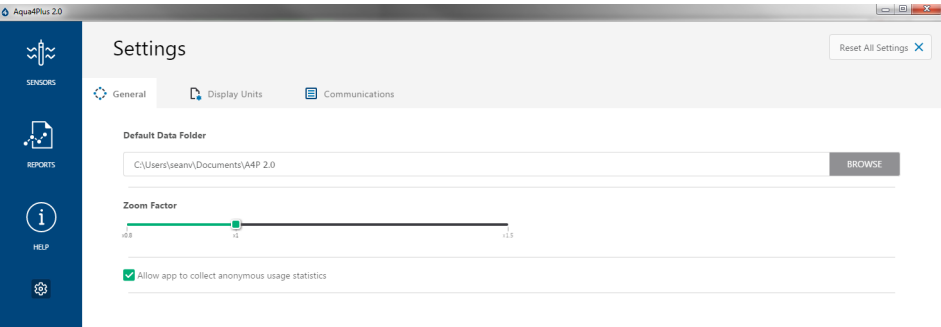 Aqua4Plus 2.0
SENSORS
REPORTS
HELP
Settings
Reset All Settings
General
Display Units
Communications
Default Data Folder
C:\Users\seanv\Documents\A4P 2.0
BROWSE
Zoom Factor
x0.8 x1 x1.5
Allow app to collect anonymous usage statistics